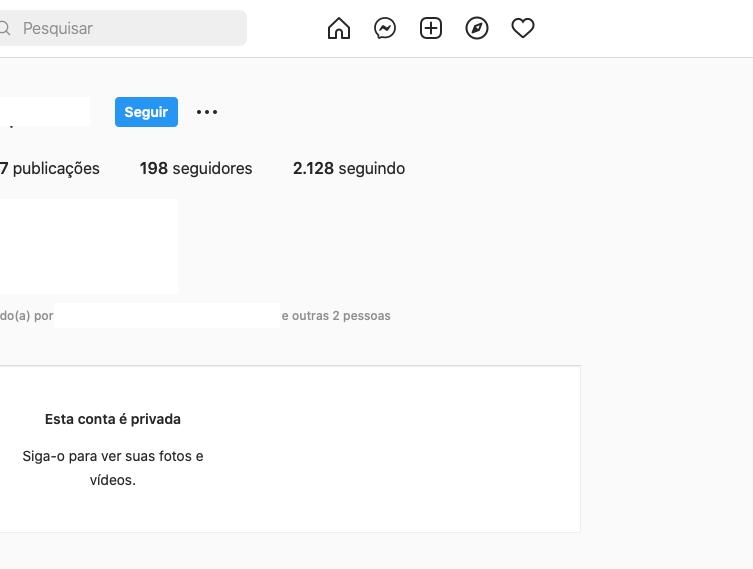 Pesquisar
Seguir
7 publicações 198 seguidores 2.128 seguindo
do(a) por e outras 2 pessoas
Esta conta é privada
Siga-o para ver suas fotos e
vídeos.